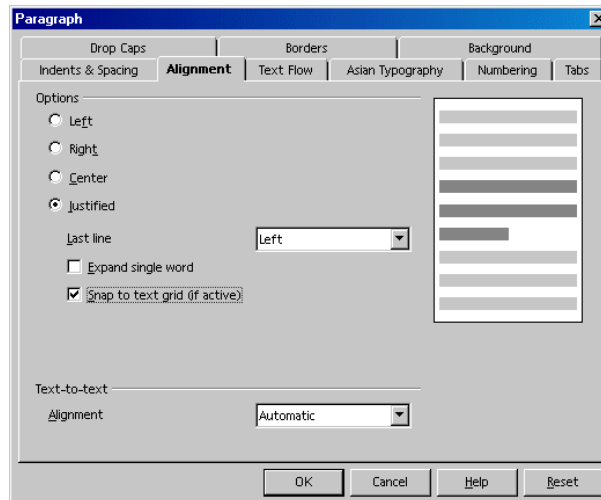 Paragraph
Drop Caps Borders Background
Indents & Spacing Alignment Text Flow Asian Typography Numbering Tabs
Options
Left
Right
Center
Justified
Last line Left
Expand single word
Snap to text grid (if active)
Text-to-text
Alignment Automatic
OK Cancel Help Reset